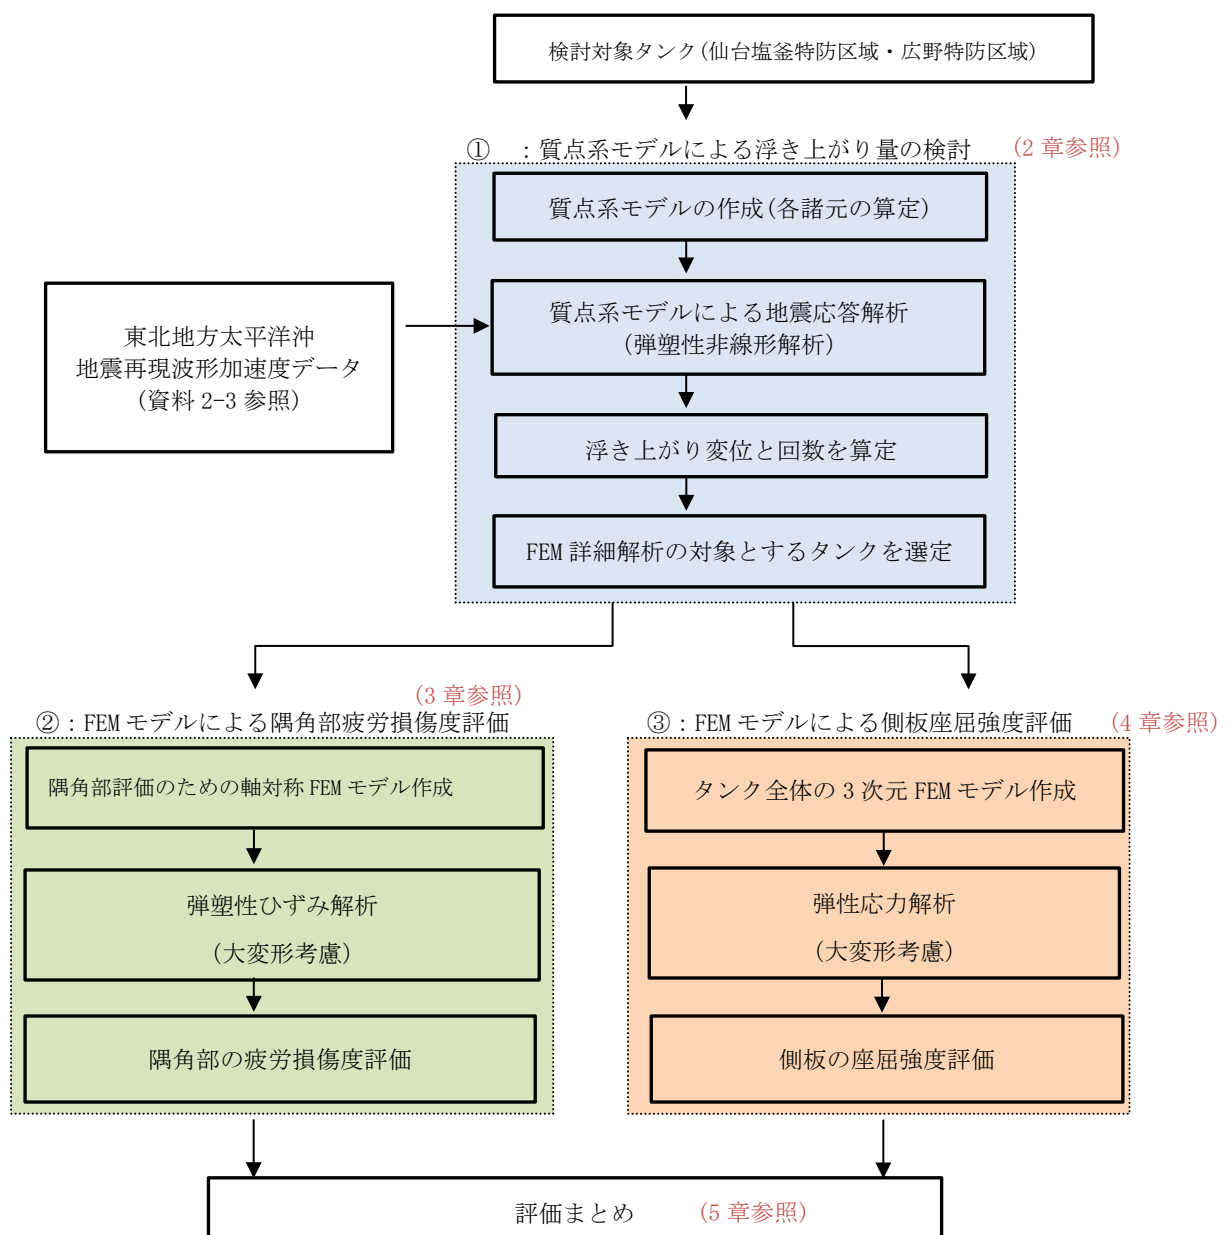 検討対象タンク(仙台塩釜特防区域・広野特防区域)
① ：質点系モデルによる浮き上がり量の検討 (2 章参照)
質点系モデルの作成(各諸元の算定)
質点系モデルによる地震応答解析
(弾塑性非線形解析)
東北地方太平洋沖
地震再現波形加速度データ
(資料 2-3 参照)
浮き上がり変位と回数を算定
FEM 詳細解析の対象とするタンクを選定
(3 章参照)
②：FEM モデルによる隅角部疲労損傷度評価
隅角部評価のための軸対称 FEM モデル作成
弾塑性ひずみ解析
(大変形考慮)
隅角部の疲労損傷度評価
③：FEM モデルによる側板座屈強度評価 (4 章参照)
タンク全体の 3 次元 FEM モデル作成
弾性応力解析
(大変形考慮)
側板の座屈強度評価
評価まとめ (5 章参照)